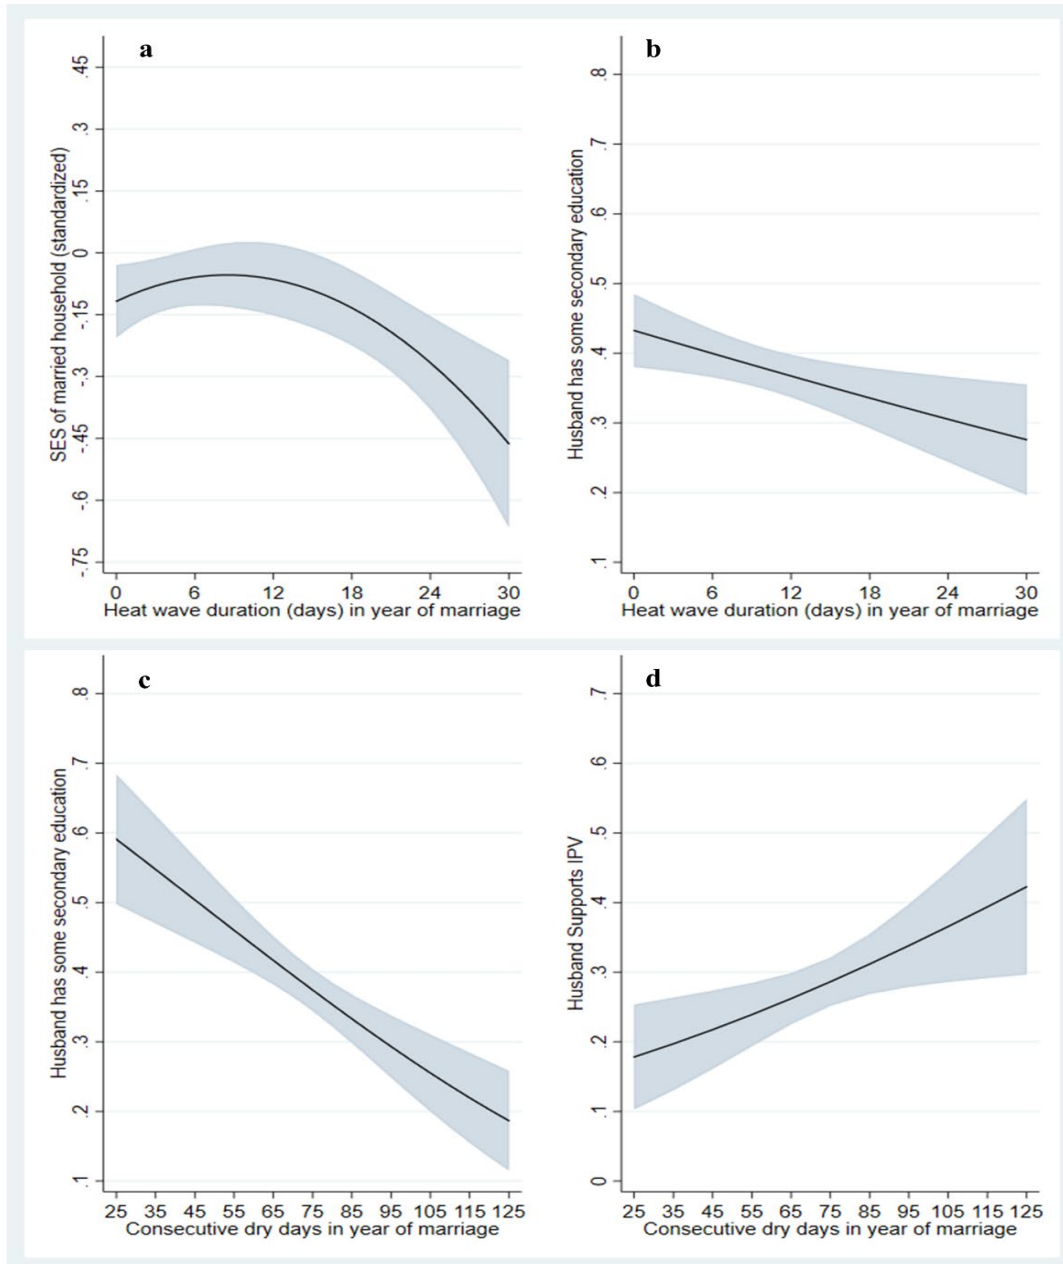 a
.45
.3
.15
0
-.15
-.3
-.45
-.6
-.75
SES of married household (standardized)
0 6 12 18 24 30
Heat wave duration (days) in year of marriage
b
.8
.7
.6
.5
.4
.3
.2
.1
Husband has some secondary education
0 6 12 18 24 30
Heat wave duration (days) in year of marriage
c
.8
.7
.6
.5
.4
.3
.2
.1
Husband has some secondary education
25 35 45 55 65 75 85 95 105 115 125
Consecutive dry days in year of marriage
d
.7
.6
.5
.4
.3
.2
.1
0
Husband Supports IPV
25 35 45 55 65 75 85 95 105 115 125
Consecutive dry days in year of marriage